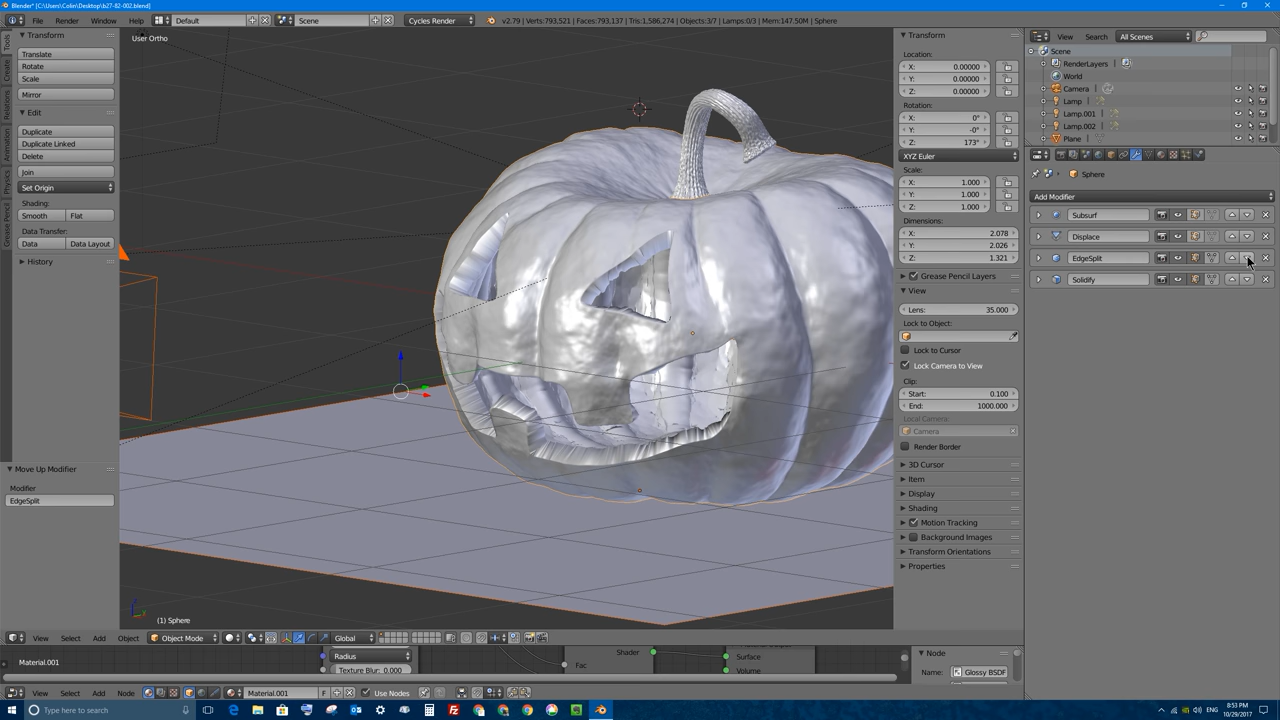 Blender* [C:\Users\Colin\Desktop\b27-82-002.blend]
File Render Window Help Default Scene Cycles Render v2.79 | Verts:793,521 | Faces:793,137 | Tris:1,586,274 | Objects:3/7 | Lamps:0/3 | Mem:147.50M | Sphere
Tools
Create
Relations
Animation
Physics
Grease Pencil
Transform
Translate
Rotate
Scale
Mirror
Edit
Duplicate
Duplicate Linked
Delete
Join
Set Origin
Shading:
Smooth Flat
Data Transfer:
Data Data Layout
History
Move Up Modifier
Modifier
EdgeSplit
User Ortho
(1) Sphere
Transform
Location:
X: 0.00000
Y: 0.00000
Z: 0.00000
Rotation:
X: 0°
Y: -0°
Z: 173°
XYZ Euler
Scale:
X: 1.000
Y: 1.000
Z: 1.000
Dimensions:
X: 2.078
Y: 2.026
Z: 1.321
Grease Pencil Layers
View
Lens: 35.000
Lock to Object:
Lock to Cursor
Lock Camera to View
Clip:
Start: 0.100
End: 1000.000
Local Camera:
Camera
Render Border
3D Cursor
Item
Display
Shading
Motion Tracking
Background Images
Transform Orientations
Properties
View Search All Scenes
Scene
RenderLayers
World
Camera
Lamp
Lamp.001
Lamp.002
Plane
Sphere
Add Modifier
Subsurf
Displace
EdgeSplit
Solidify
View Select Add Object Object Mode Global
Material.001
Radius
Texture Blur: 0.000
Shader
Fac
Surface
Volume
Node
Name: Glossy BSDF
View Select Add Node Material.001 F Use Nodes
Type here to search
ENG
8:53 PM
10/29/2017